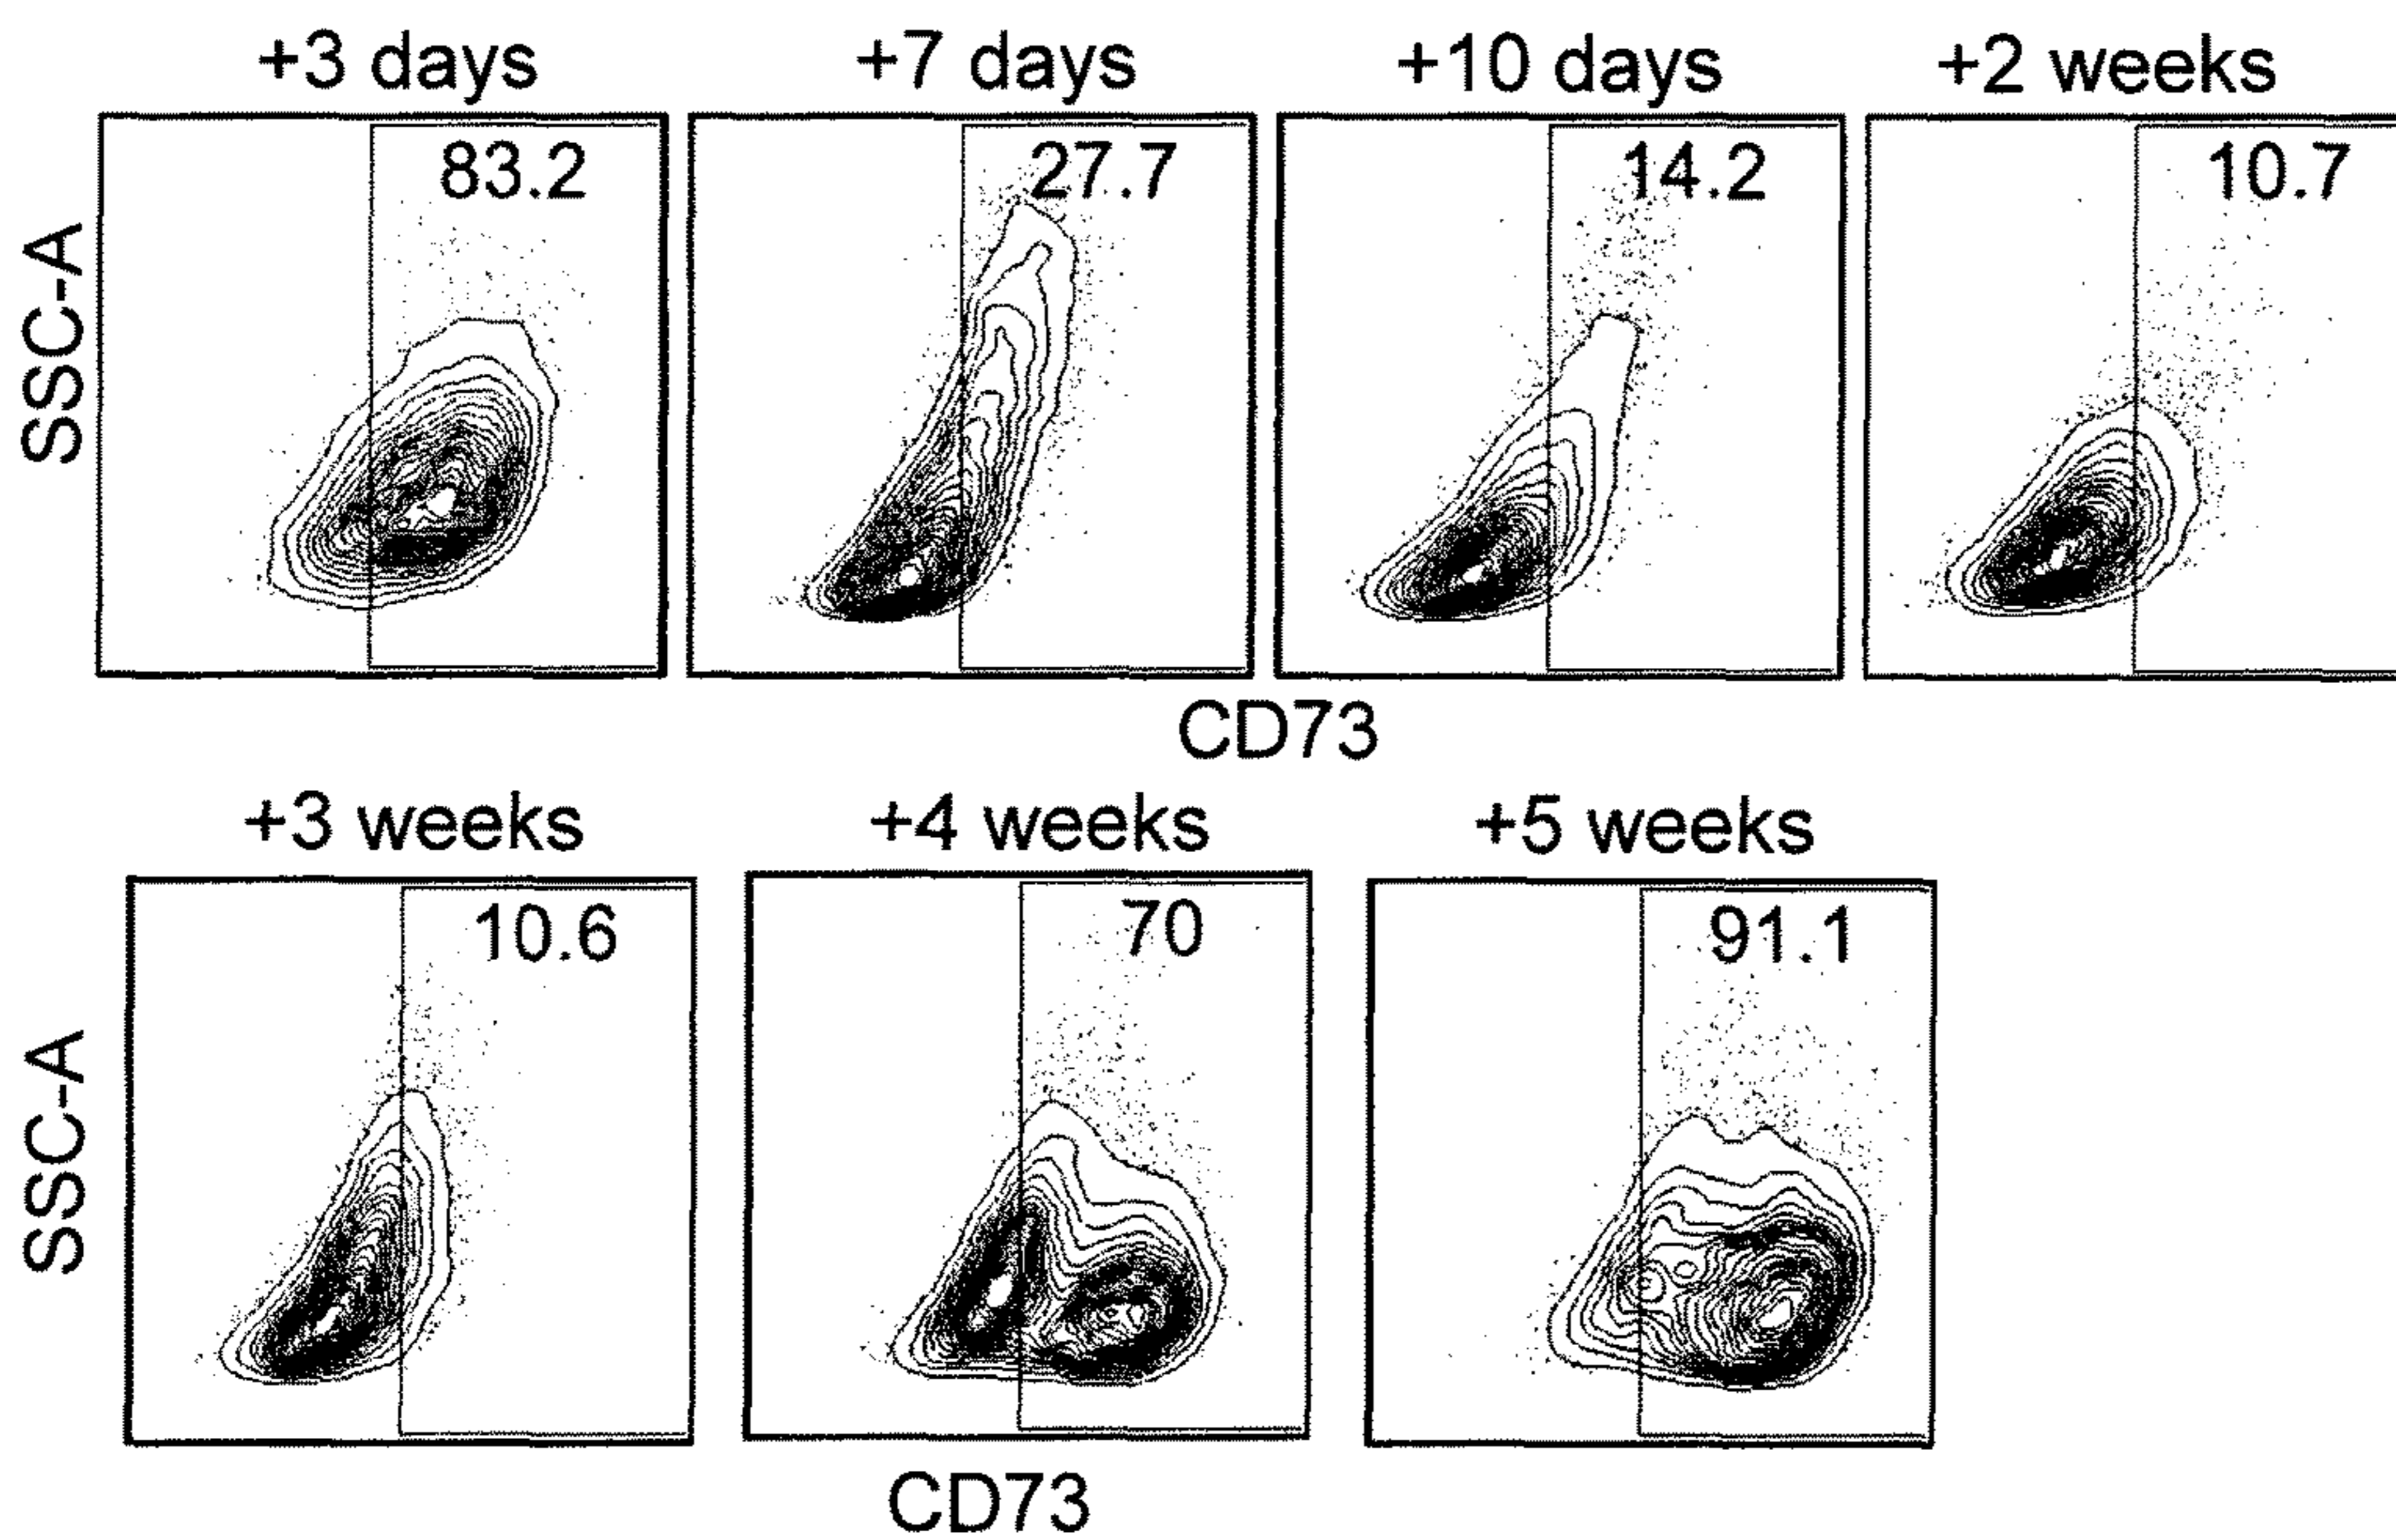 +3 days +7 days +10 days +2 weeks
83.2 27.7 14.2 10.7
SSC-A
CD73
+3 weeks +4 weeks +5 weeks
10.6 70 91.1
SSC-A
CD73